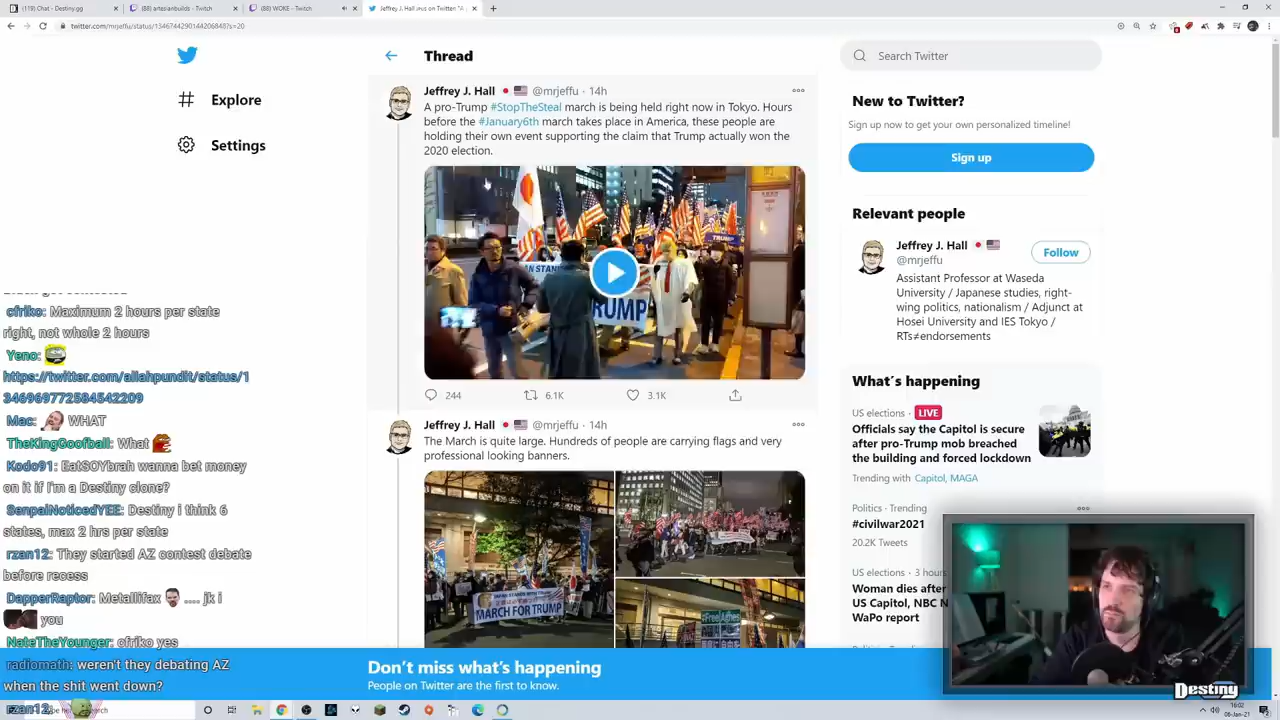 (119) Chat - Destiny.gg
(88) artesianbuilds - Twitch
(88) WOKE - Twitch
twitter.com/mrjeffu/status/1346744290144206848?s=20
Explore
Settings
Thread
Jeffrey J. Hall @mrjeffu · 14h
A pro-Trump #StopTheSteal march is being held right now in Tokyo. Hours
before the #January6th march takes place in America, these people are
holding their own event supporting the claim that Trump actually won the
2020 election.
TRUMP
244
6.1K
3.1K
Jeffrey J. Hall @mrjeffu · 14h
The March is quite large. Hundreds of people are carrying flags and very
professional looking banners.
MARCH FOR TRUMP
Search Twitter
New to Twitter?
Sign up now to get your own personalized timeline!
Sign up
Relevant people
Jeffrey J. Hall
@mrjeffu
Follow
Assistant Professor at Waseda
University / Japanese studies, right-
wing politics, nationalism / Adjunct at
Hosei University and IES Tokyo /
RTs≠endorsements
What's happening
US elections · LIVE
Officials say the Capitol is secure
after pro-Trump mob breached
the building and forced lockdown
Trending with Capitol, MAGA
Politics · Trending
#civilwar2021
20.2K Tweets
US elections · 3 hours
Woman dies after
US Capitol, NBC N
WaPo report
cfriko: Maximum 2 hours per state
right, not whole 2 hours
Yeno:
https://twitter.com/allahpundit/status/1
346969772584542209
Mac: WHAT
TheKingGoofball: What
Kodo91: EatSOYbrah wanna bet money
on it if I'm a Destiny clone?
SenpaiNoticedYEE: Destiny i think 6
states, max 2 hrs per state
rzan12: They started AZ contest debate
before recess
DapperRaptor: Metallifax .... jk i
you
NateTheYounger: ofriko yes
radiomath: weren't they debating AZ
when the shit went down?
rzan12:
Don't miss what's happening
People on Twitter are the first to know.
Destiny
16:02
06-Jan-21